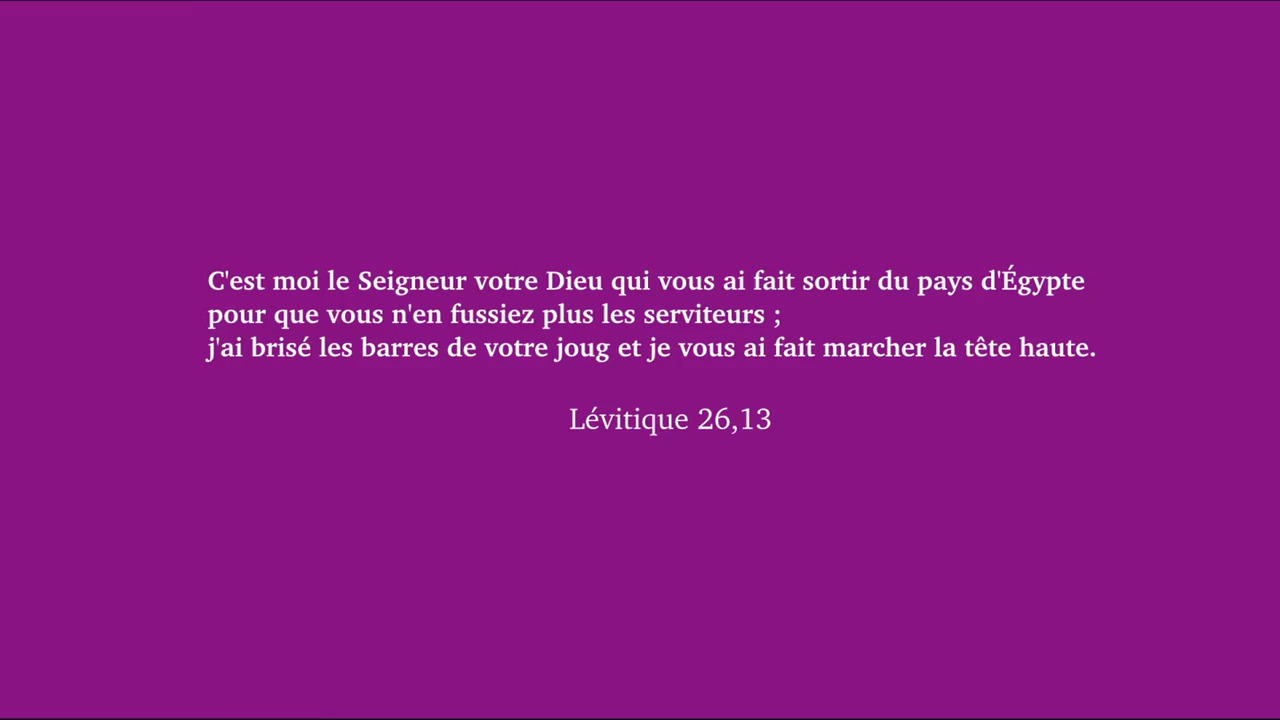 C'est moi le Seigneur votre Dieu qui vous ai fait sortir du pays d'Égypte
pour que vous n'en fussiez plus les serviteurs ;
j'ai brisé les barres de votre joug et je vous ai fait marcher la tête haute.
Lévitique 26,13